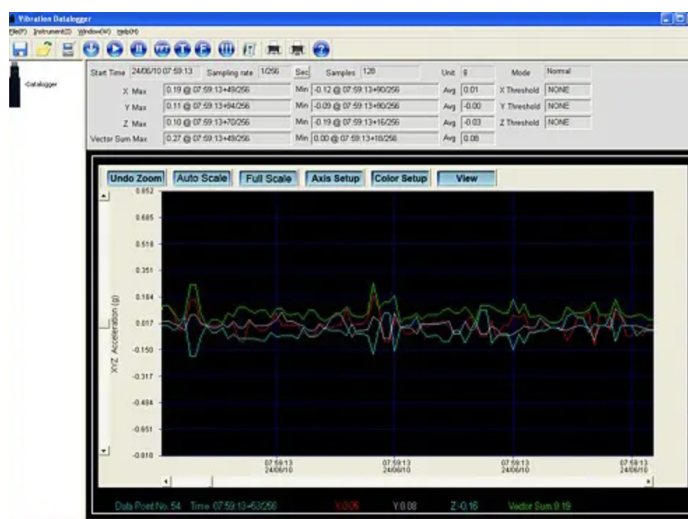 Vibration Datalogger
File(F) Instrument(I) Window(W) Help(H)
Datalogger
Start Time 24/06/10 07:59:13 Sampling rate 1/256 Sec Samples 128 Unit g Mode Normal
X Max 0.19 @ 07:59:13+49/256 Min -0.12 @ 07:59:13+90/256 Avg 0.01 X Threshold NONE
Y Max 0.11 @ 07:59:13+94/256 Min -0.09 @ 07:59:13+90/256 Avg -0.00 Y Threshold NONE
Z Max 0.10 @ 07:59:13+70/256 Min -0.19 @ 07:59:13+16/256 Avg -0.03 Z Threshold NONE
Vector Sum Max 0.27 @ 07:59:13+49/256 Min 0.00 @ 07:59:13+18/256 Avg 0.08
Undo Zoom Auto Scale Full Scale Axis Setup Color Setup View
0.852
0.685
0.518
0.351
0.184
0.017
-0.150
-0.317
-0.484
-0.651
-0.818
XYZ Acceleration (g)
07:59:13 07:59:13 07:59:13 07:59:13
24/06/10 24/06/10 24/06/10 24/06/10
Data Point No. 54 Time 07:59:13+53/256 X:0.06 Y:0.08 Z:-0.16 Vector Sum 0.19